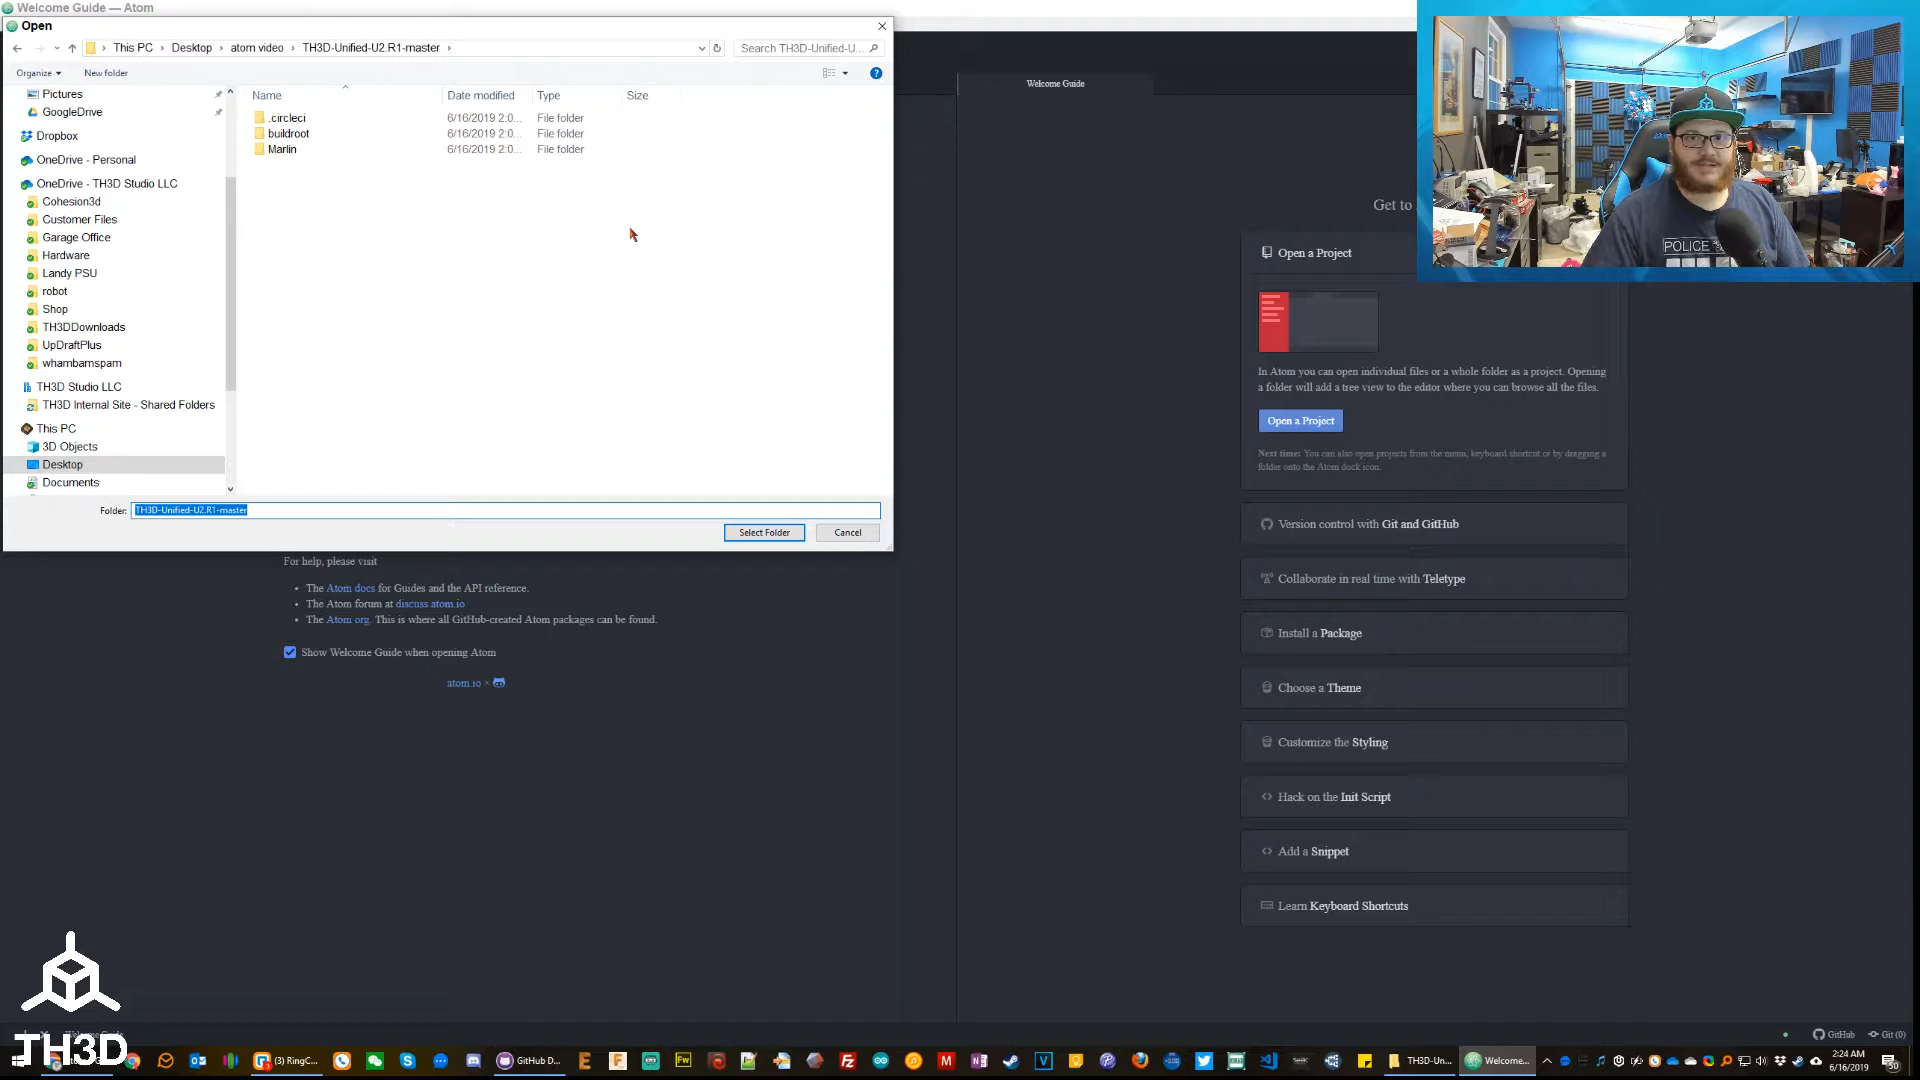 Welcome Guide — Atom
Open
This PC > Desktop > atom video > TH3D-Unified-U2.R1-master >
Search TH3D-Unified-U...
Organize
New folder
Pictures
GoogleDrive
Dropbox
OneDrive - Personal
OneDrive - TH3D Studio LLC
Cohesion3d
Customer Files
Garage Office
Hardware
Landy PSU
robot
Shop
TH3DDownloads
UpDraftPlus
whambamspam
TH3D Studio LLC
TH3D Internal Site - Shared Folders
This PC
3D Objects
Desktop
Documents
Name Date modified Type Size
.circleci 6/16/2019 2:0... File folder
buildroot 6/16/2019 2:0... File folder
Marlin 6/16/2019 2:0... File folder
Folder: TH3D-Unified-U2.R1-master
Select Folder Cancel
For help, please visit
• The Atom docs for Guides and the API reference.
• The Atom forum at discuss.atom.io
• The Atom org. This is where all GitHub-created Atom packages can be found.
Show Welcome Guide when opening Atom
atom.io ×
Welcome Guide
Get to
Open a Project
In Atom you can open individual files or a whole folder as a project. Opening
a folder will add a tree view to the editor where you can browse all the files.
Open a Project
Next time: You can also open projects from the menu, keyboard shortcut or by dragging a
folder onto the Atom dock icon.
Version control with Git and GitHub
Collaborate in real time with Teletype
Install a Package
Choose a Theme
Customize the Styling
Hack on the Init Script
Add a Snippet
Learn Keyboard Shortcuts
POLICE
TH3D
GitHub Git (0)
(3) RingC...
GitHub D...
TH3D-Un...
Welcome...
2:24 AM
6/16/2019
50